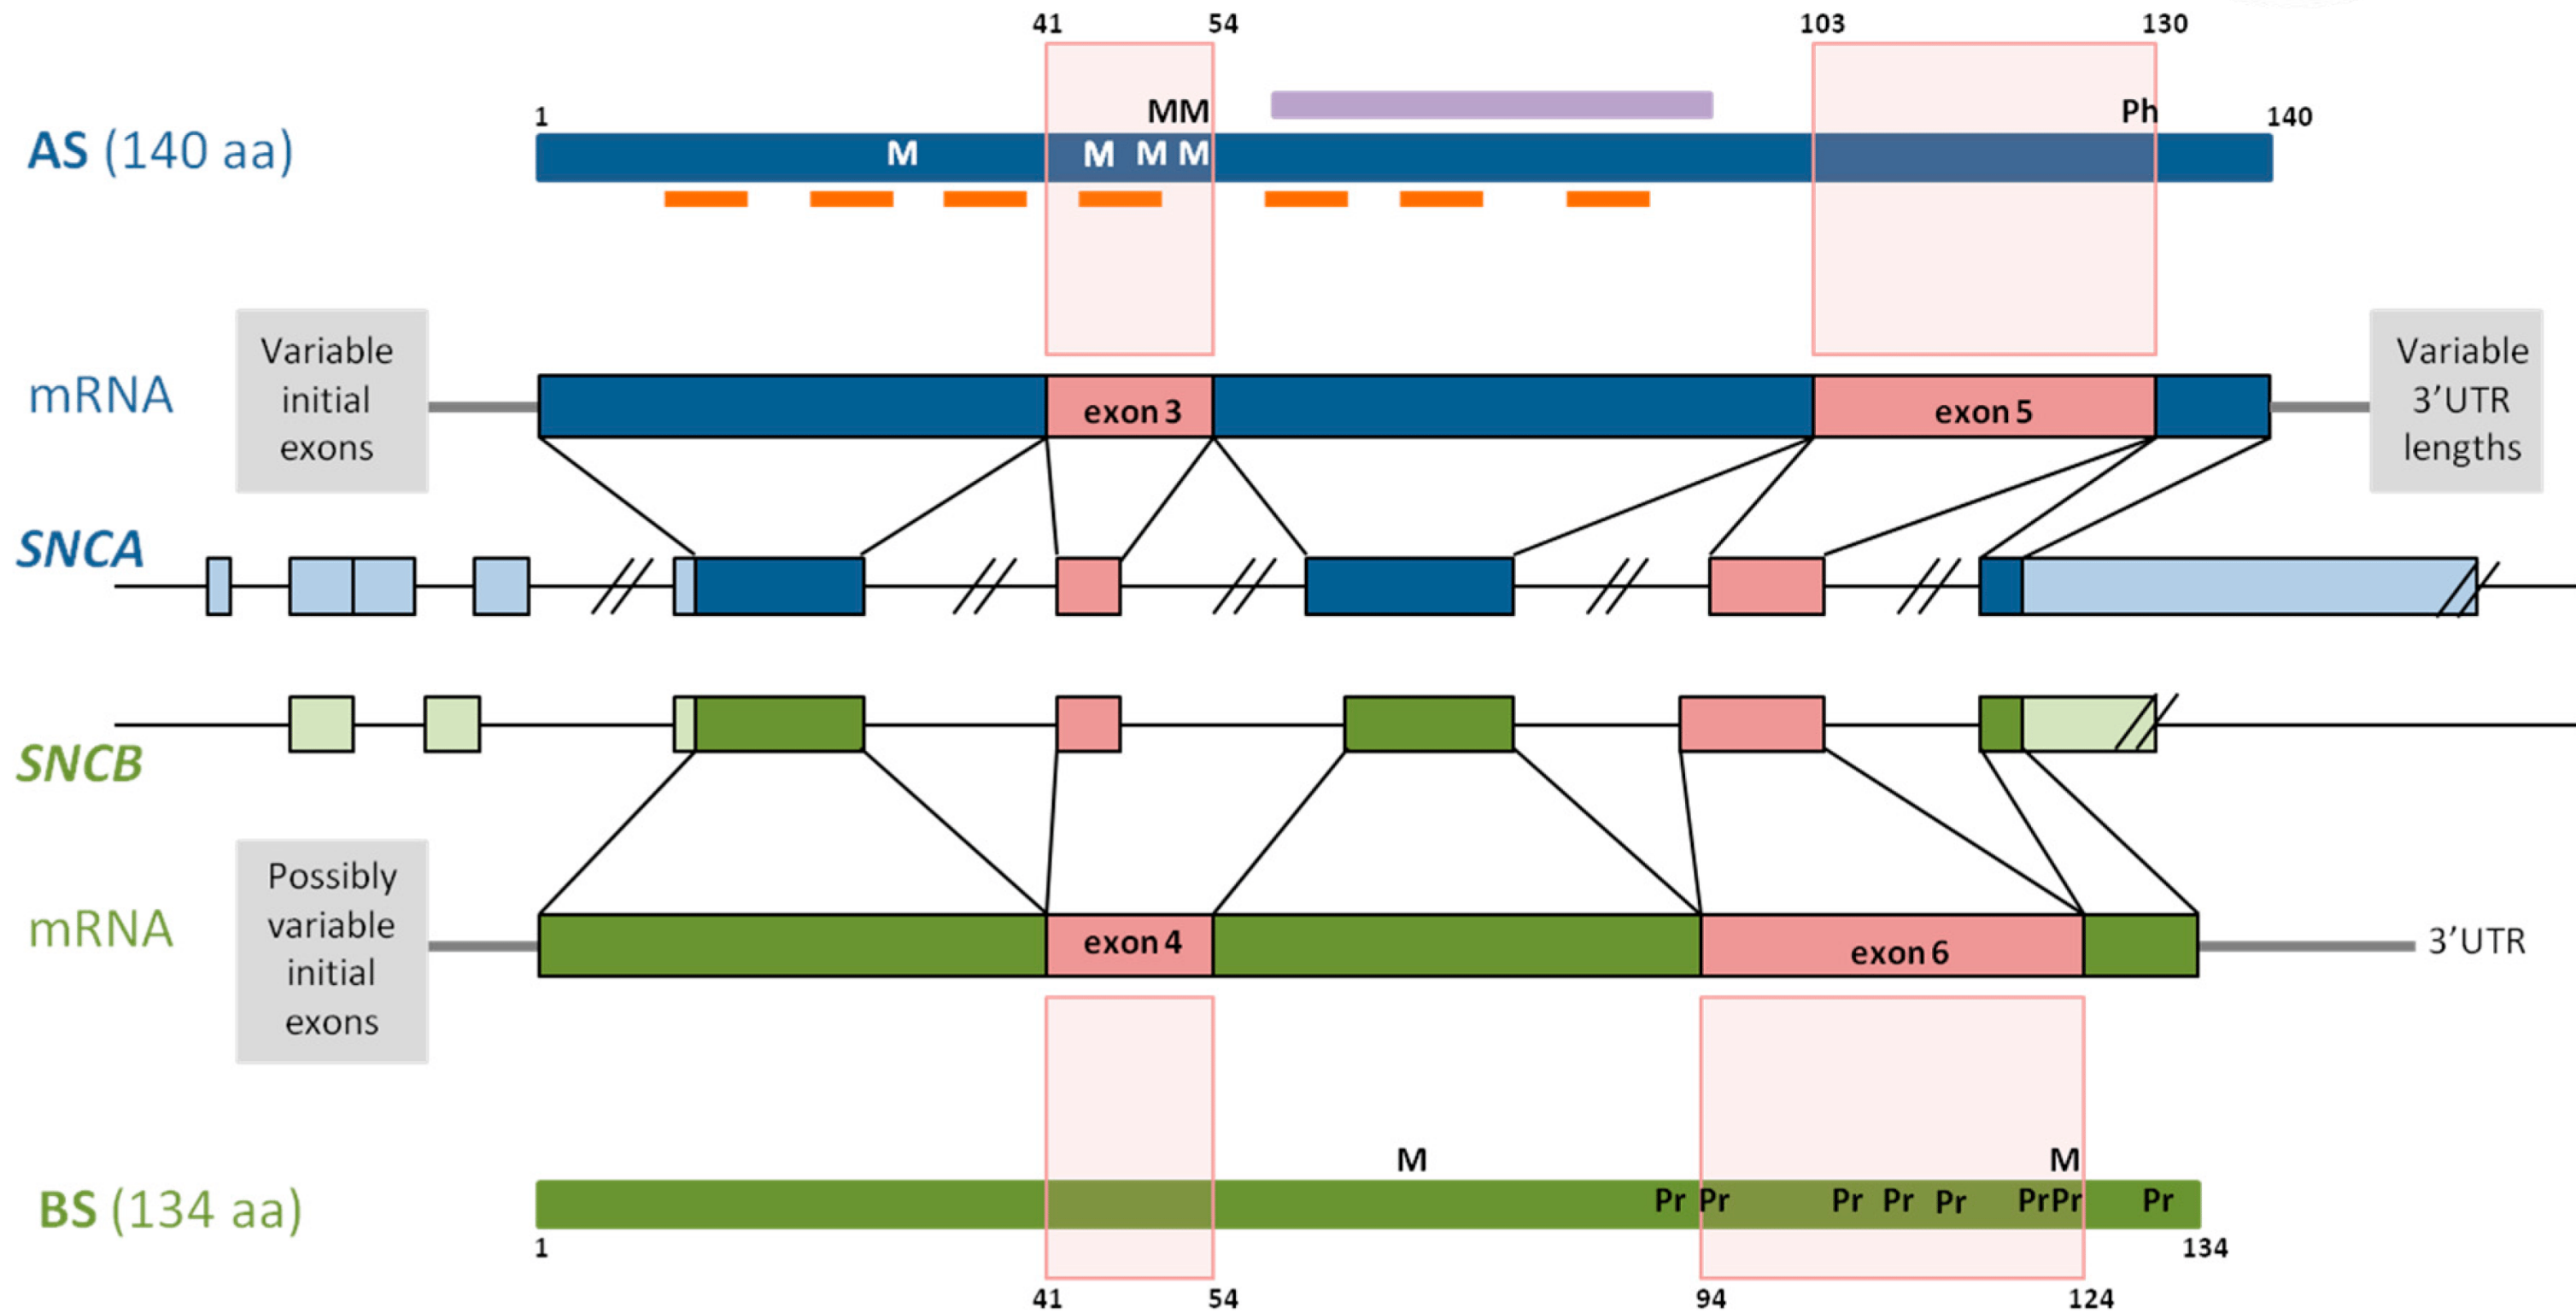 41 54 103 130
MM Ph
1 140
AS (140 aa)
M M M M
Variable
initial
exons
mRNA
exon 3 exon 5
Variable
3'UTR
lengths
SNCA
SNCB
Possibly
variable
initial
exons
mRNA
exon 4 exon 6
3'UTR
M M
BS (134 aa)
Pr Pr Pr Pr Pr PrPr Pr
1 134
41 54 94 124